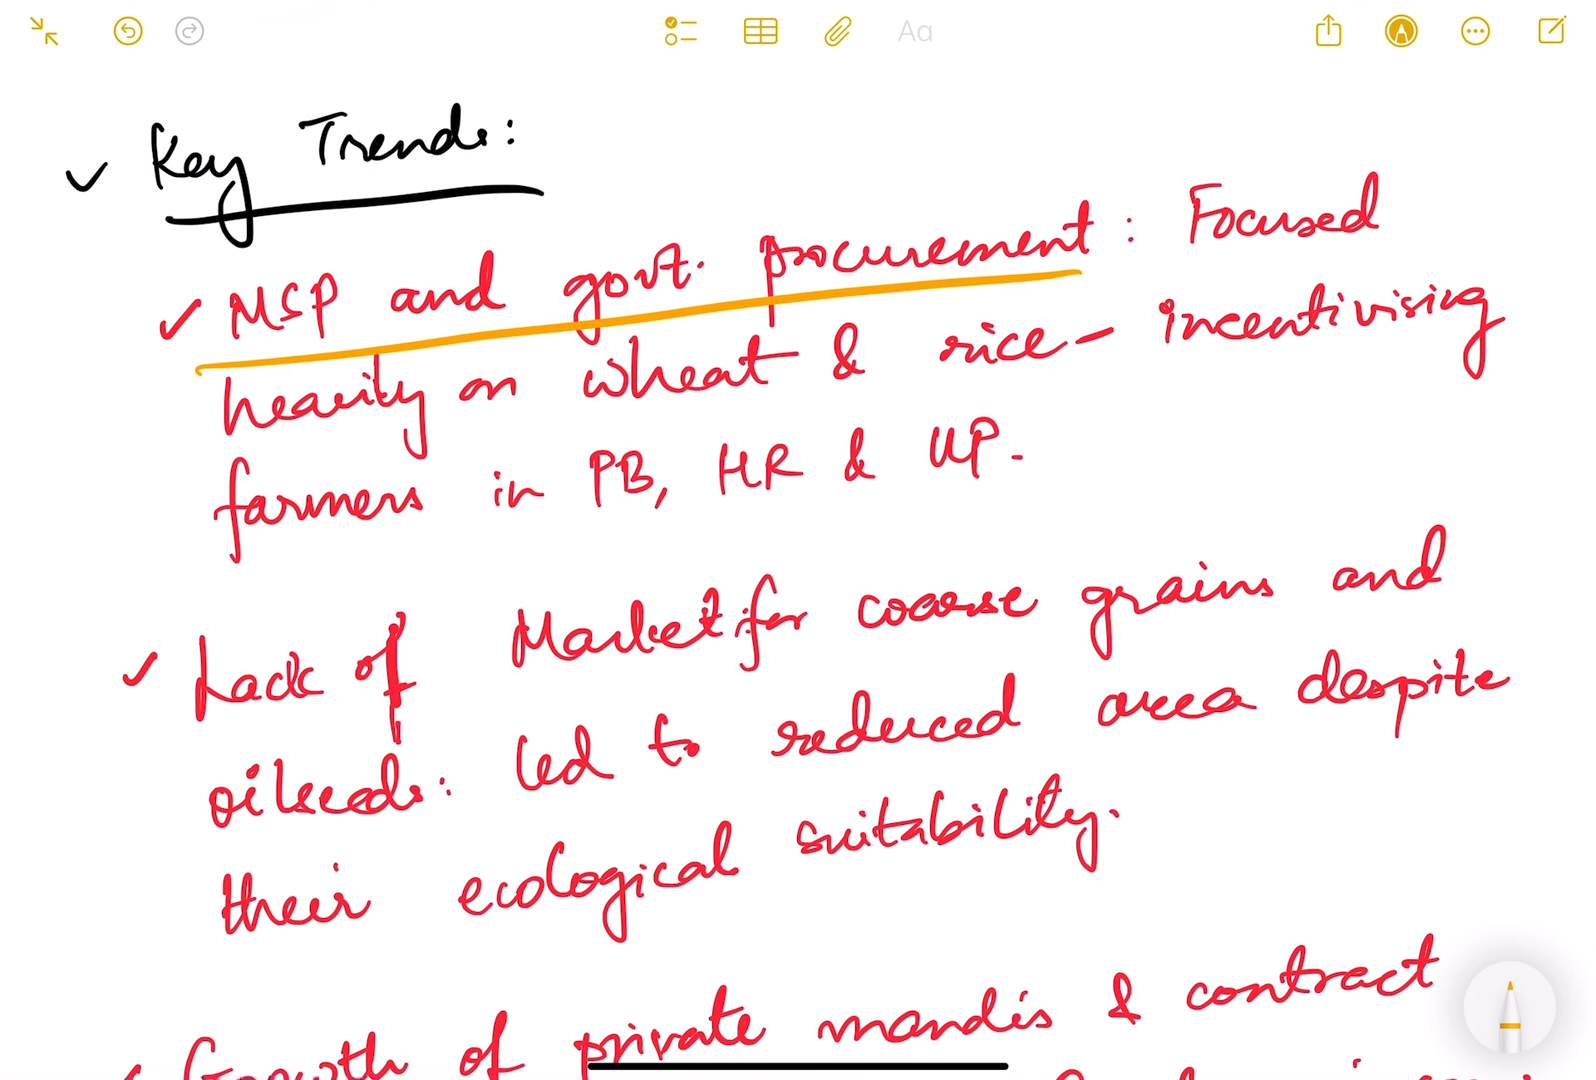 Aa
✓ Key Trends:
✓ MSP and govt. procurement : Focused
heavily on wheat & rice – incentivising
farmers in PB, HR & UP.
✓ Lack of Market for coarse grains and
oilseeds: led to reduced area despite
their ecological suitability.
Growth of private mandis & contract